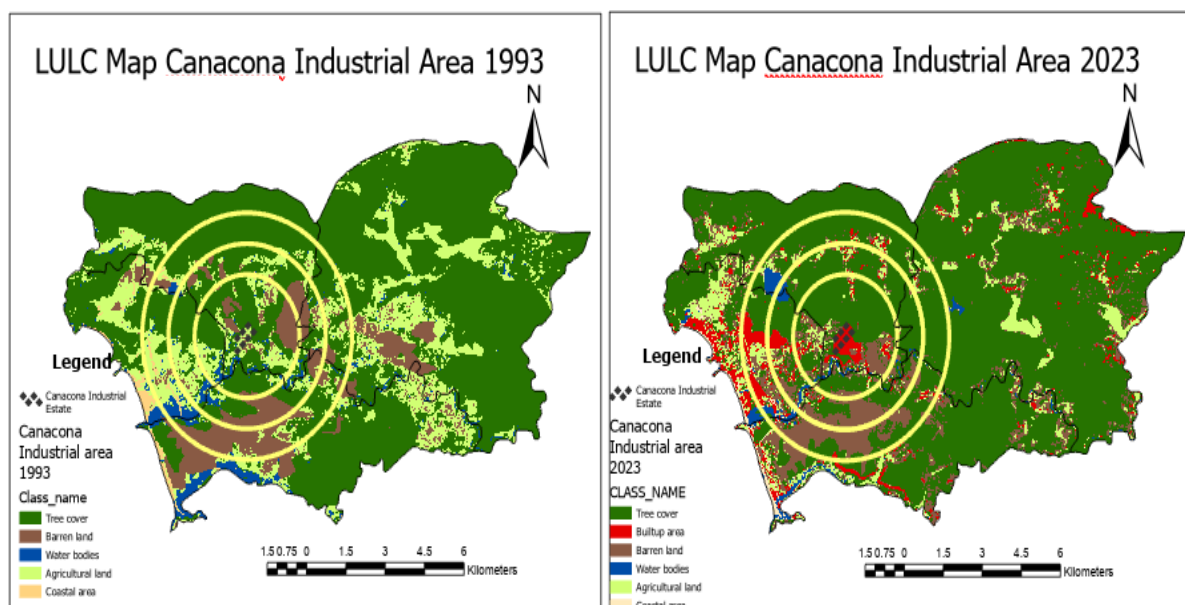 LULC Map Canacona Industrial Area 1993
N
Legend
Canacona Industrial
Estate
Canacona
Industrial area
1993
Class_name
Tree cover
Barren land
Water bodies
Agricultural land
Coastal area
1.5 0.75 0 1.5 3 4.5 6
Kilometers
LULC Map Canacona Industrial Area 2023
N
Legend
Canacona Industrial
Estate
Canacona
Industrial area
2023
CLASS_NAME
Tree cover
Builtup area
Barren land
Water bodies
Agricultural land
Coastal area
1.5 0.75 0 1.5 3 4.5 6
Kilometers